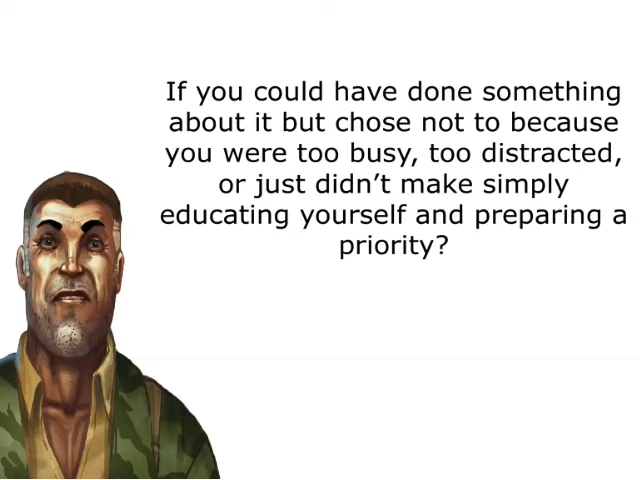 If you could have done something
about it but chose not to because
you were too busy, too distracted,
or just didn’t make simply
educating yourself and preparing a
priority?